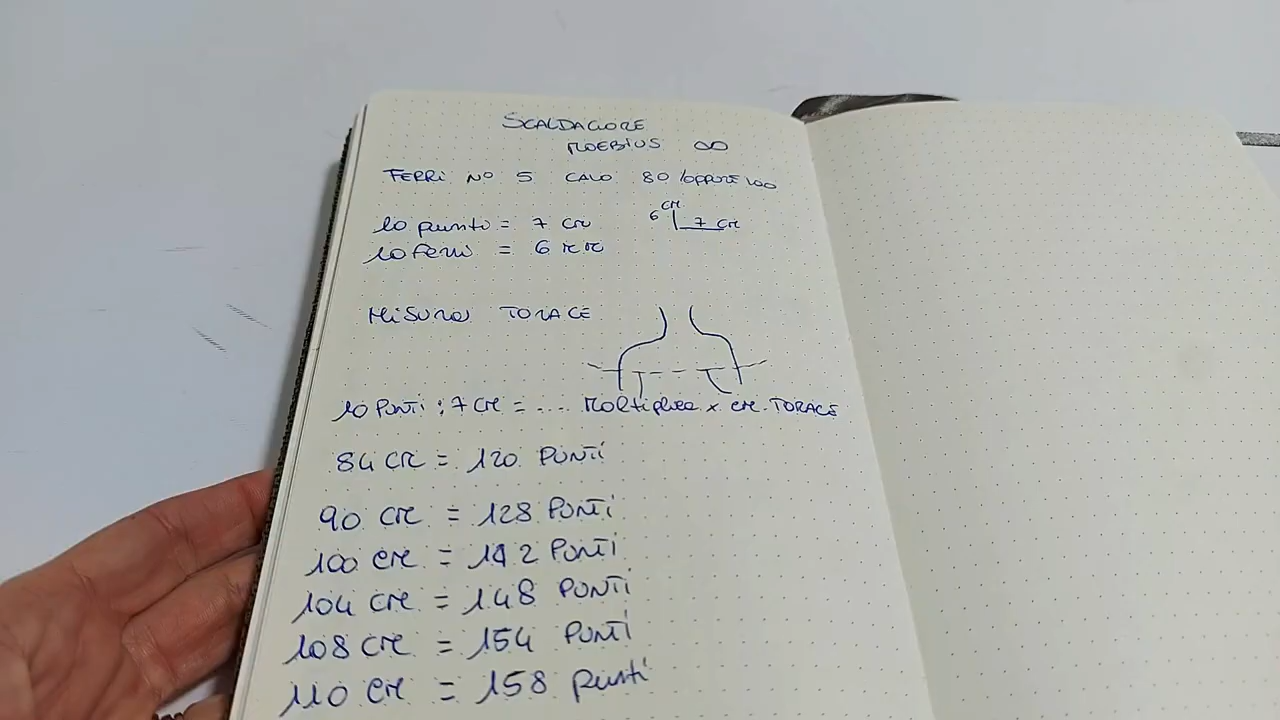 SCALDACUORE
MOEBIUS ∞
FERRI N° 5 CAVO 80 /OPPURE 100
10 punti = 7 cm
6 cm 7 cm
10 ferri = 6 cm
MISURA TORACE
10 PUNTI : 7 CM = .... Moltiplica x cm. TORACE
84 CM = 120 PUNTI
90 cm = 128 PUNTI
100 cm = 142 PUNTI
104 cm = 148 PUNTI
108 cm = 154 PUNTI
110 cm = 158 punti